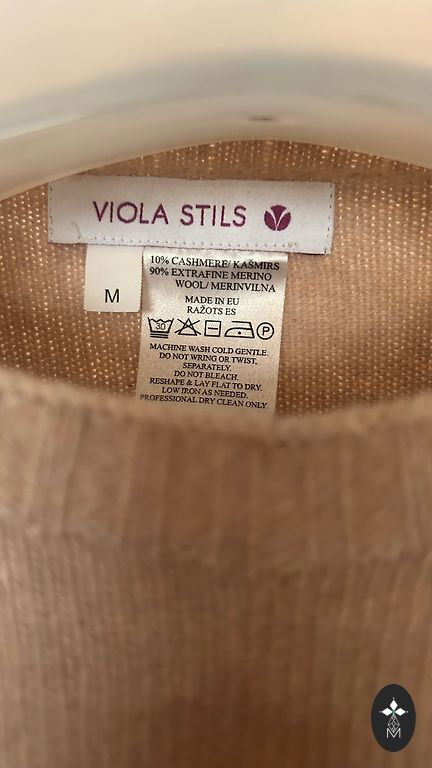 VIOLA STILS
M
10% CASHMERE/ KAŠMIRS
90% EXTRAFINE MERINO
WOOL/ MERINVILNA
MADE IN EU
RAŽOTS ES
30 P
MACHINE WASH COLD GENTLE.
DO NOT WRING OR TWIST.
SEPARATELY.
DO NOT BLEACH.
RESHAPE & LAY FLAT TO DRY.
LOW IRON AS NEEDED.
PROFESSIONAL DRY CLEAN ONLY.
M